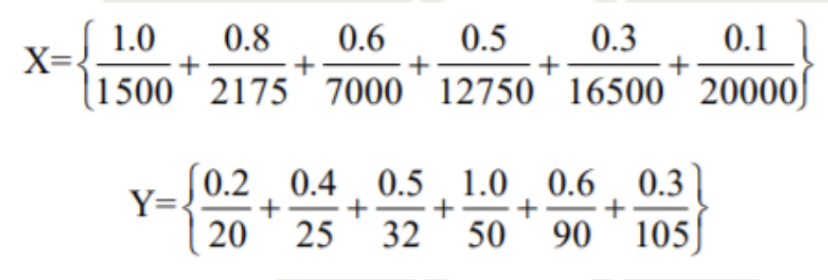 X={1.0/1500 + 0.8/2175 + 0.6/7000 + 0.5/12750 + 0.3/16500 + 0.1/20000}
Y={0.2/20 + 0.4/25 + 0.5/32 + 1.0/50 + 0.6/90 + 0.3/105}